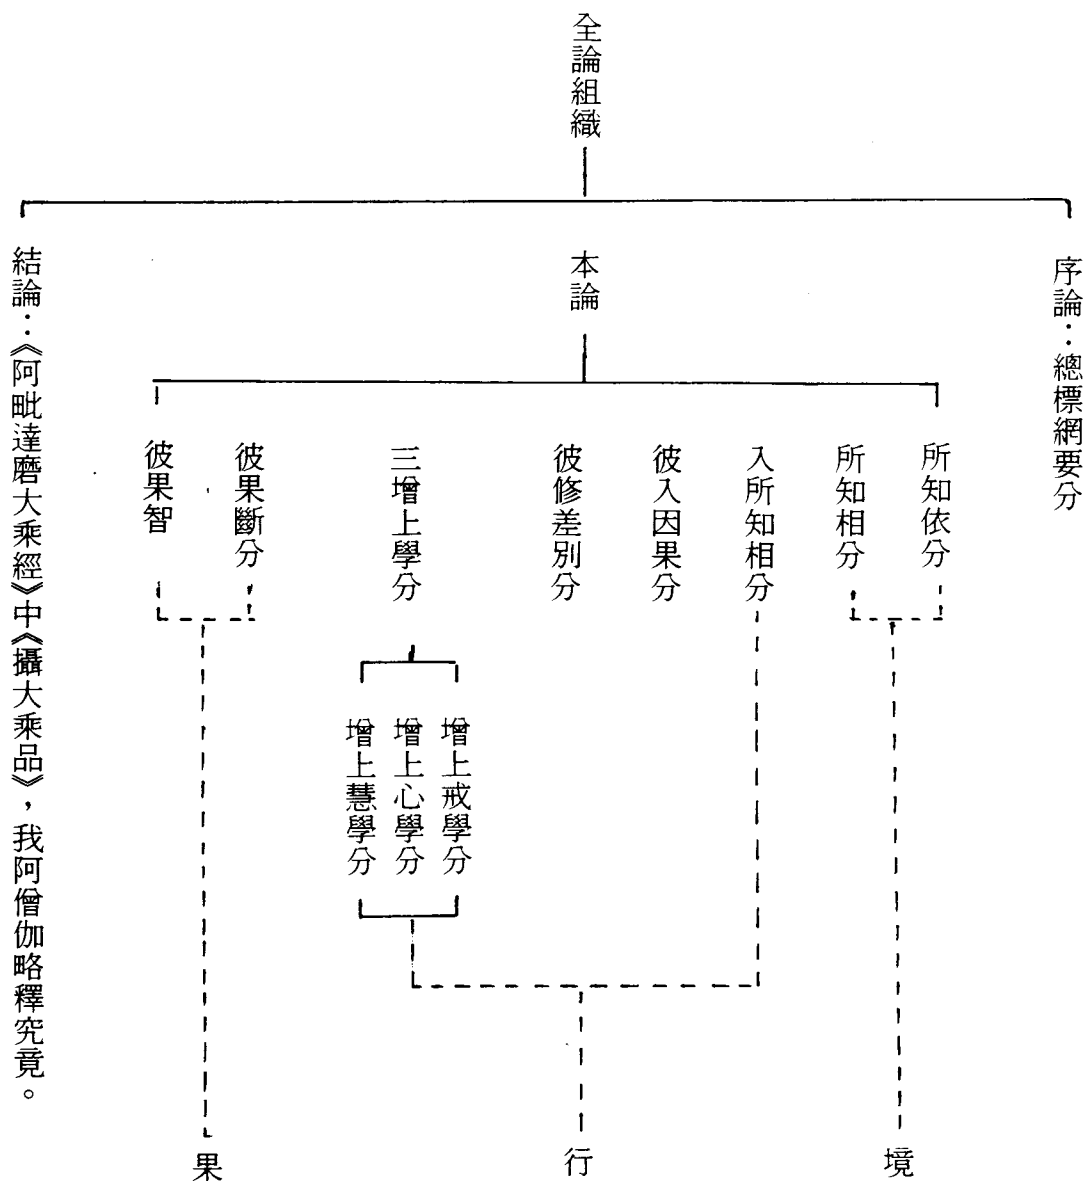 全論組織
序論：總標網要分
本論
結論：《阿毗達磨大乘經》中《攝大乘品》，我阿僧伽略釋究竟。
所知依分
所知相分
入所知相分
彼入因果分
彼修差別分
三增上學分
彼果斷分
彼果智
增上戒學分
增上心學分
增上慧學分
境
行
果